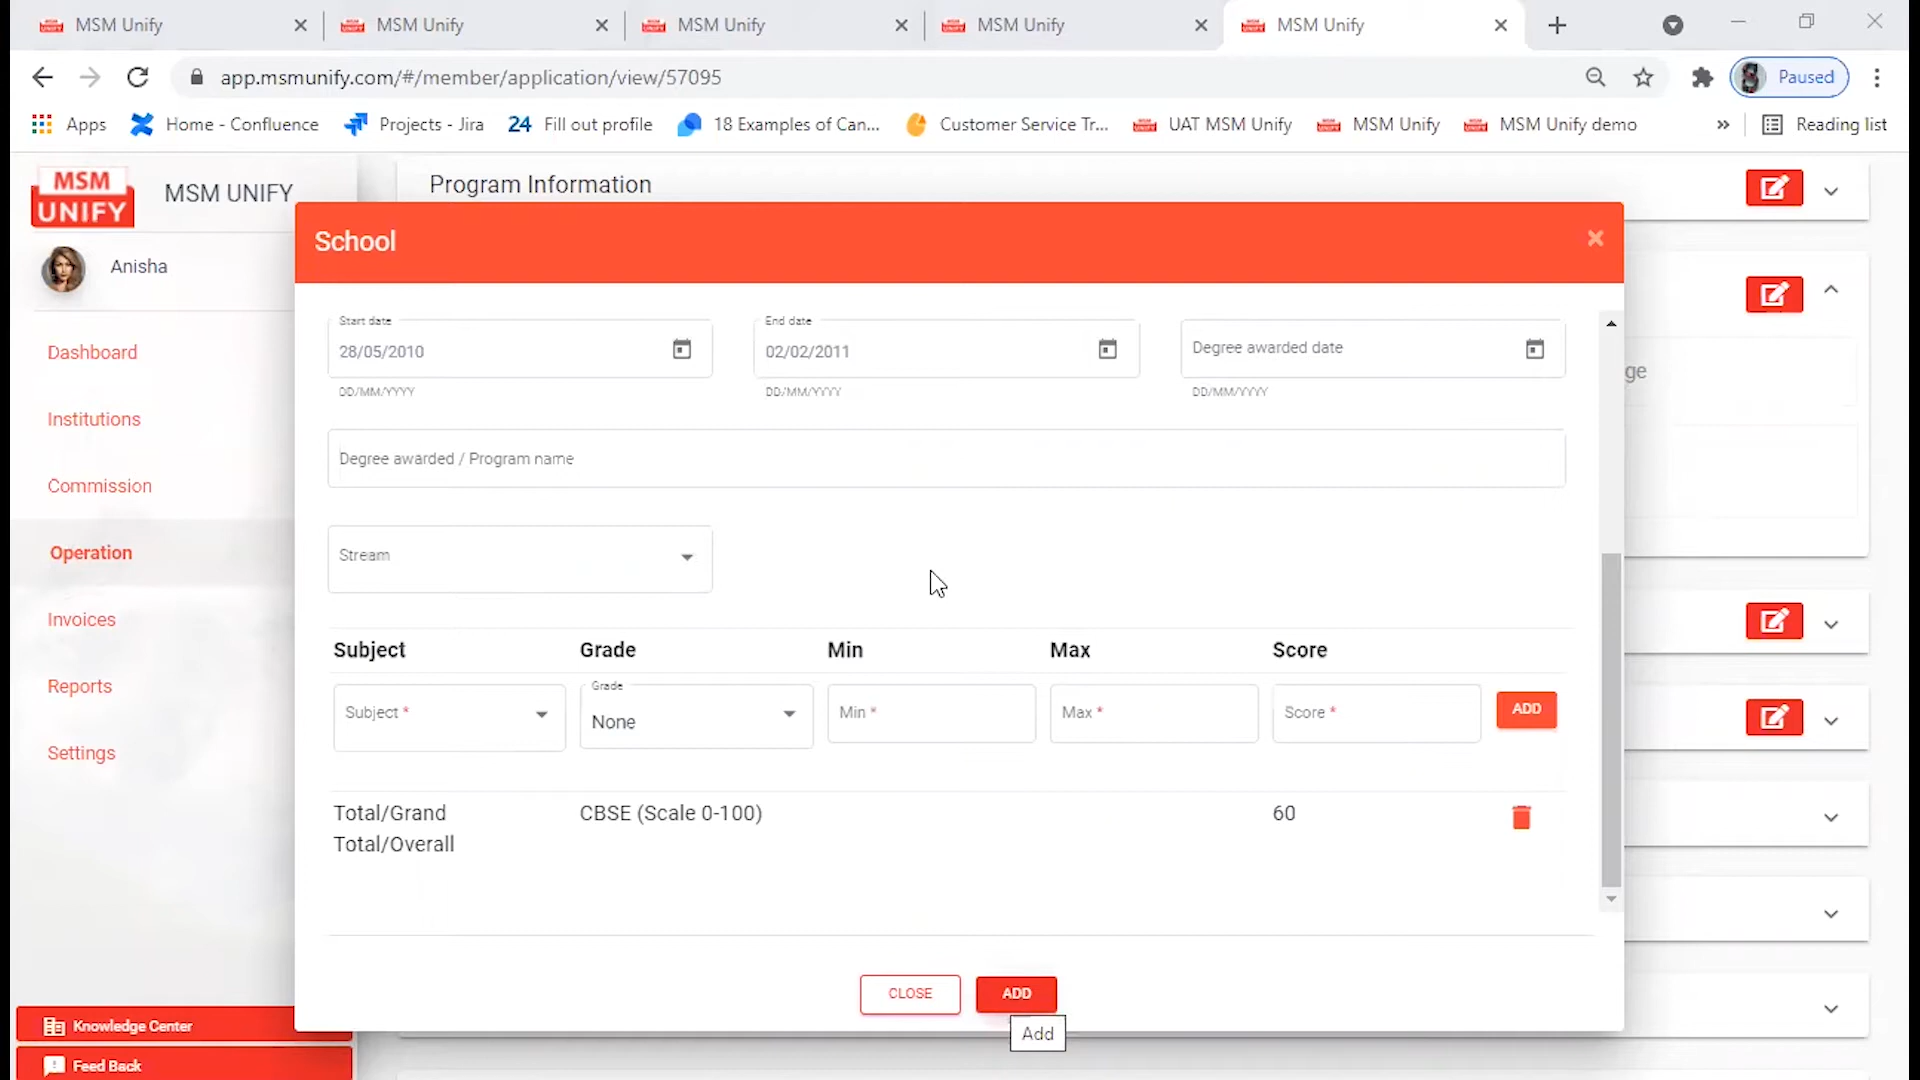 MSM Unify
MSM Unify
MSM Unify
MSM Unify
MSM Unify
app.msmunify.com/#/member/application/view/57095
Paused
Apps
Home - Confluence
Projects - Jira
24 Fill out profile
18 Examples of Can...
Customer Service Tr...
UAT MSM Unify
MSM Unify
MSM Unify demo
»
Reading list
MSM
UNIFY
MSM UNIFY
Anisha
Dashboard
Institutions
Commission
Operation
Invoices
Reports
Settings
Knowledge Center
Feed Back
Program Information
ge
School
Start date
28/05/2010
DD/MM/YYYY
End date
02/02/2011
DD/MM/YYYY
Degree awarded date
DD/MM/YYYY
Degree awarded / Program name
Stream
Subject Grade Min Max Score
Subject *
Grade
None
Min *
Max *
Score *
ADD
Total/Grand CBSE (Scale 0-100) 60
Total/Overall
CLOSE
ADD
Add